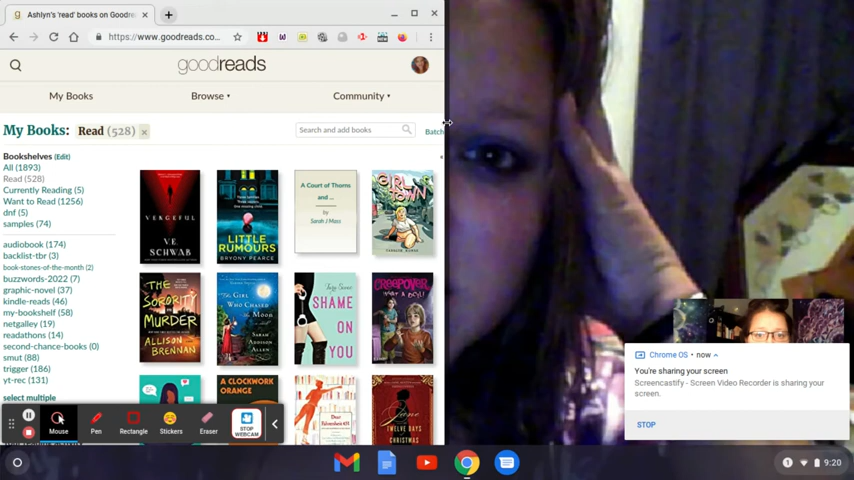 Ashlyn's 'read' books on Goodre
https://www.goodreads.co...
goodreads
My Books
Browse
Community
My Books: Read (528)
Search and add books
Batch
Bookshelves (Edit)
All (1893)
Read (528)
Currently Reading (5)
Want to Read (1256)
dnf (5)
samples (74)
audiobook (174)
backlist-tbr (3)
book-stones-of-the-month (2)
buzzwords-2022 (7)
graphic-novel (37)
kindle-reads (46)
my-bookshelf (58)
netgalley (19)
readathons (14)
second-chance-books (0)
smut (88)
trigger (186)
yt-rec (131)
select multiple
VENGEFUL
V.E.
SCHWAB
LITTLE
RUMOURS
BRYONY PEARCE
A Court of Thorns
and ...
by
Sarah J Mass
GIRL
TOWN
THE
SORORITY
MURDER
ALLISON
BRENNAN
The GIRL
WHO CHASED
the MOON
SARAH
ADDISON
ALLEN
SHAME
ON
YOU
CREEPOVER
A CLOCKWORK
ORANGE
Dear
Fahrenheit 451
TWELVE DAYS
CHRISTMAS
Mouse
Pen
Rectangle
Stickers
Eraser
STOP
WEBCAM
Chrome OS • now
You're sharing your screen
Screencastify - Screen Video Recorder is sharing your
screen.
STOP
1
9:20